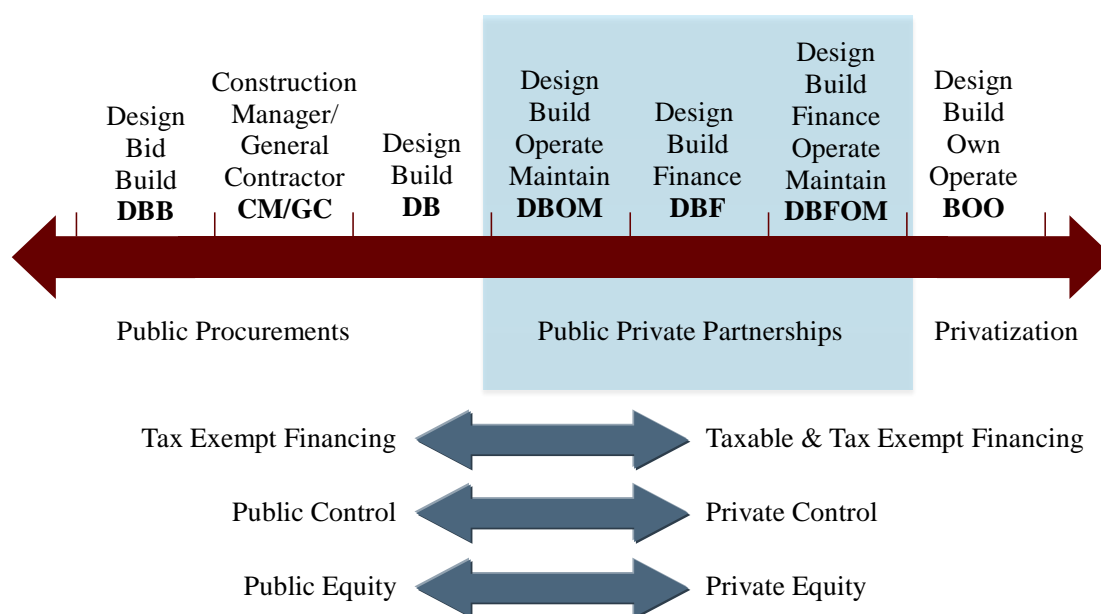 Design
Bid
Build
DBB
Construction
Manager/
General
Contractor
CM/GC
Design
Build
DB
Design
Build
Operate
Maintain
DBOM
Design
Build
Finance
DBF
Design
Build
Finance
Operate
Maintain
DBFOM
Design
Build
Own
Operate
BOO
Public Procurements
Public Private Partnerships
Privatization
Tax Exempt Financing
Taxable & Tax Exempt Financing
Public Control
Private Control
Public Equity
Private Equity